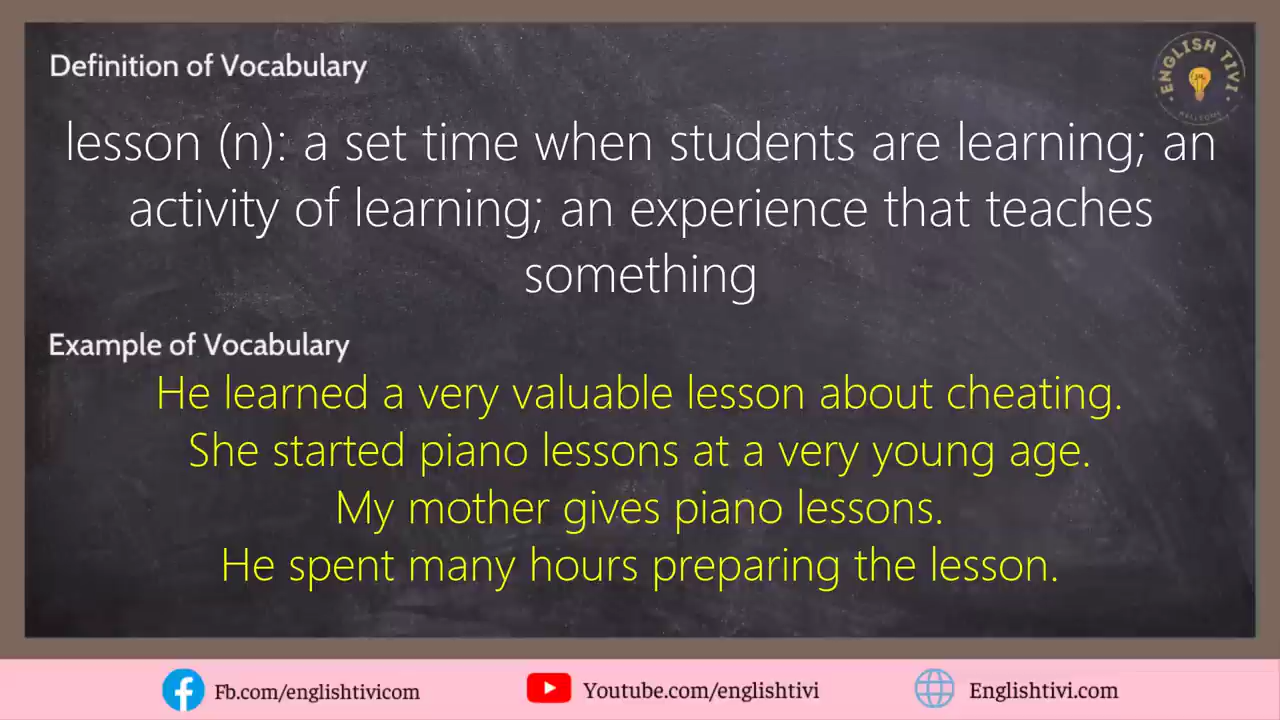 Definition of Vocabulary
ENGLISH TIVI
lesson (n): a set time when students are learning; an
activity of learning; an experience that teaches
something
Example of Vocabulary
He learned a very valuable lesson about cheating.
She started piano lessons at a very young age.
My mother gives piano lessons.
He spent many hours preparing the lesson.
Fb.com/englishtivicom
Youtube.com/englishtivi
Englishtivi.com